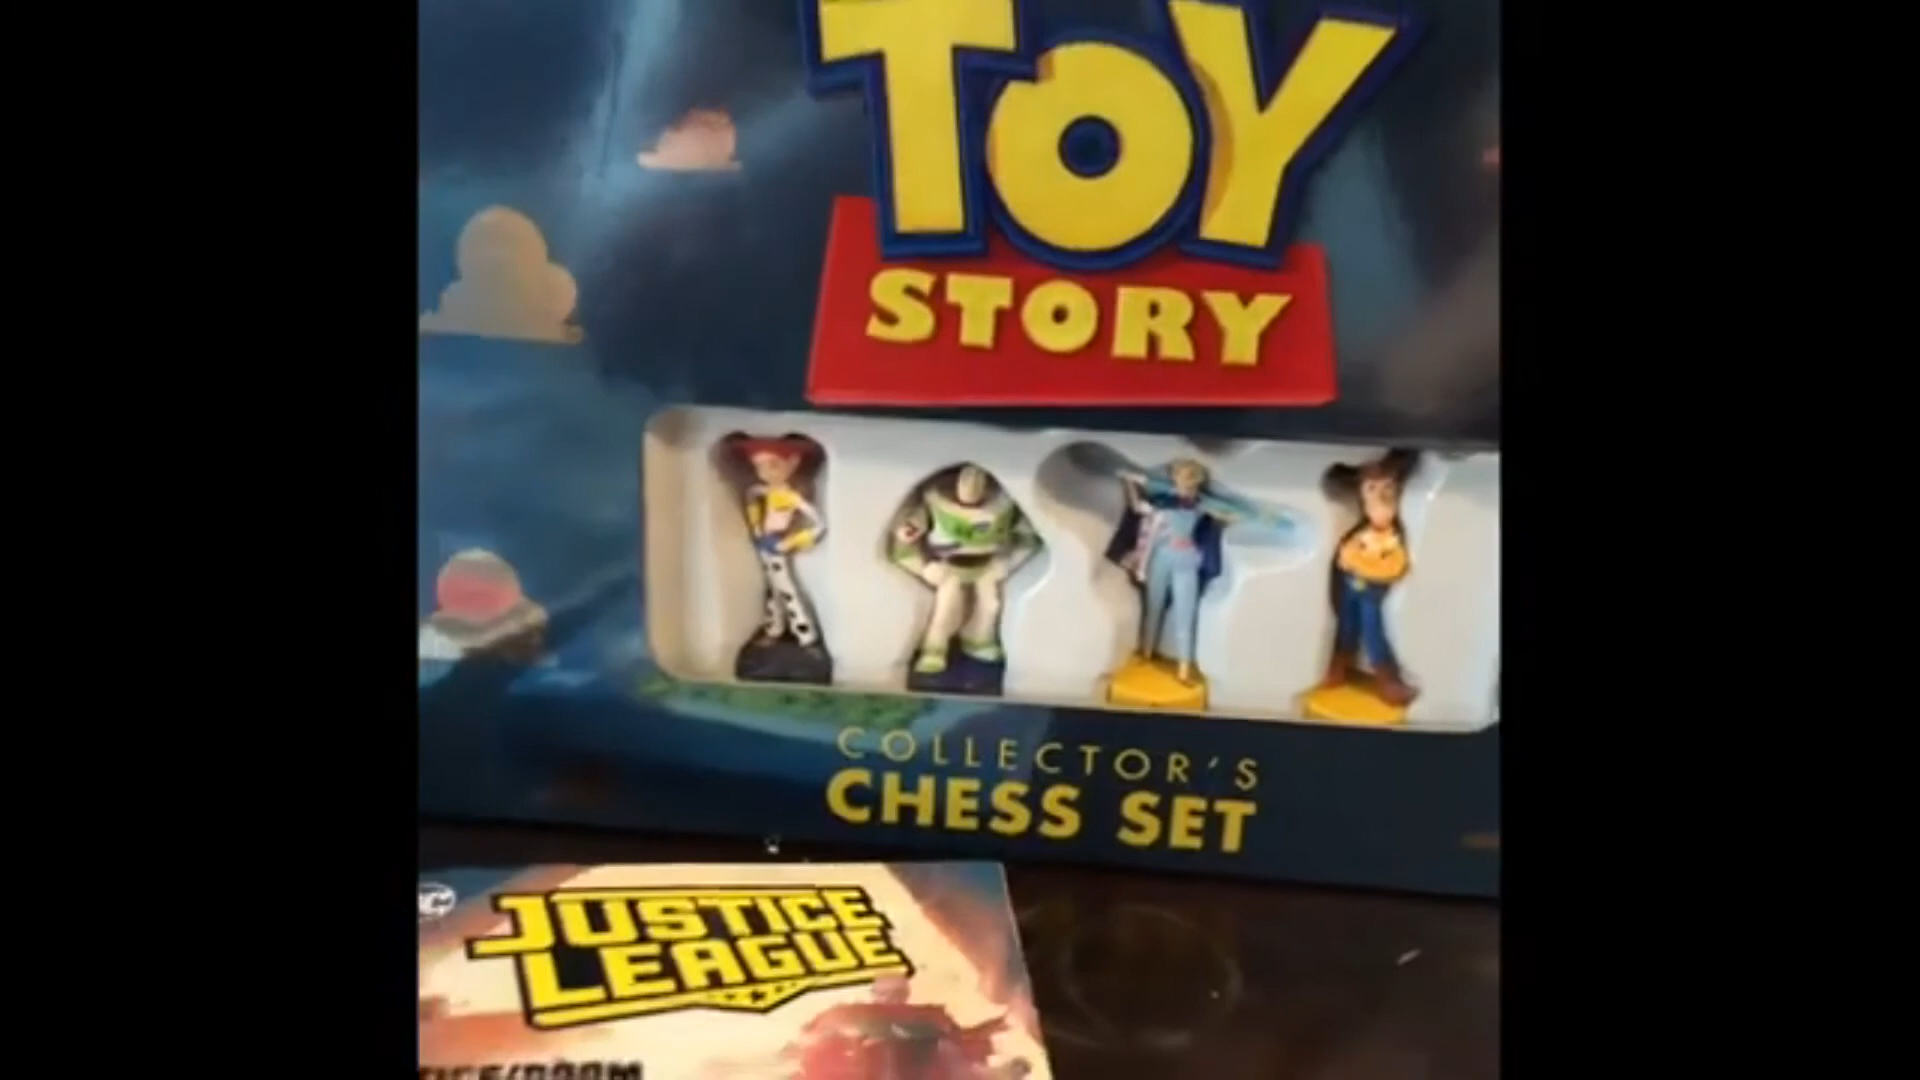 TOY
STORY
COLLECTOR'S
CHESS SET
JUSTICE
LEAGUE